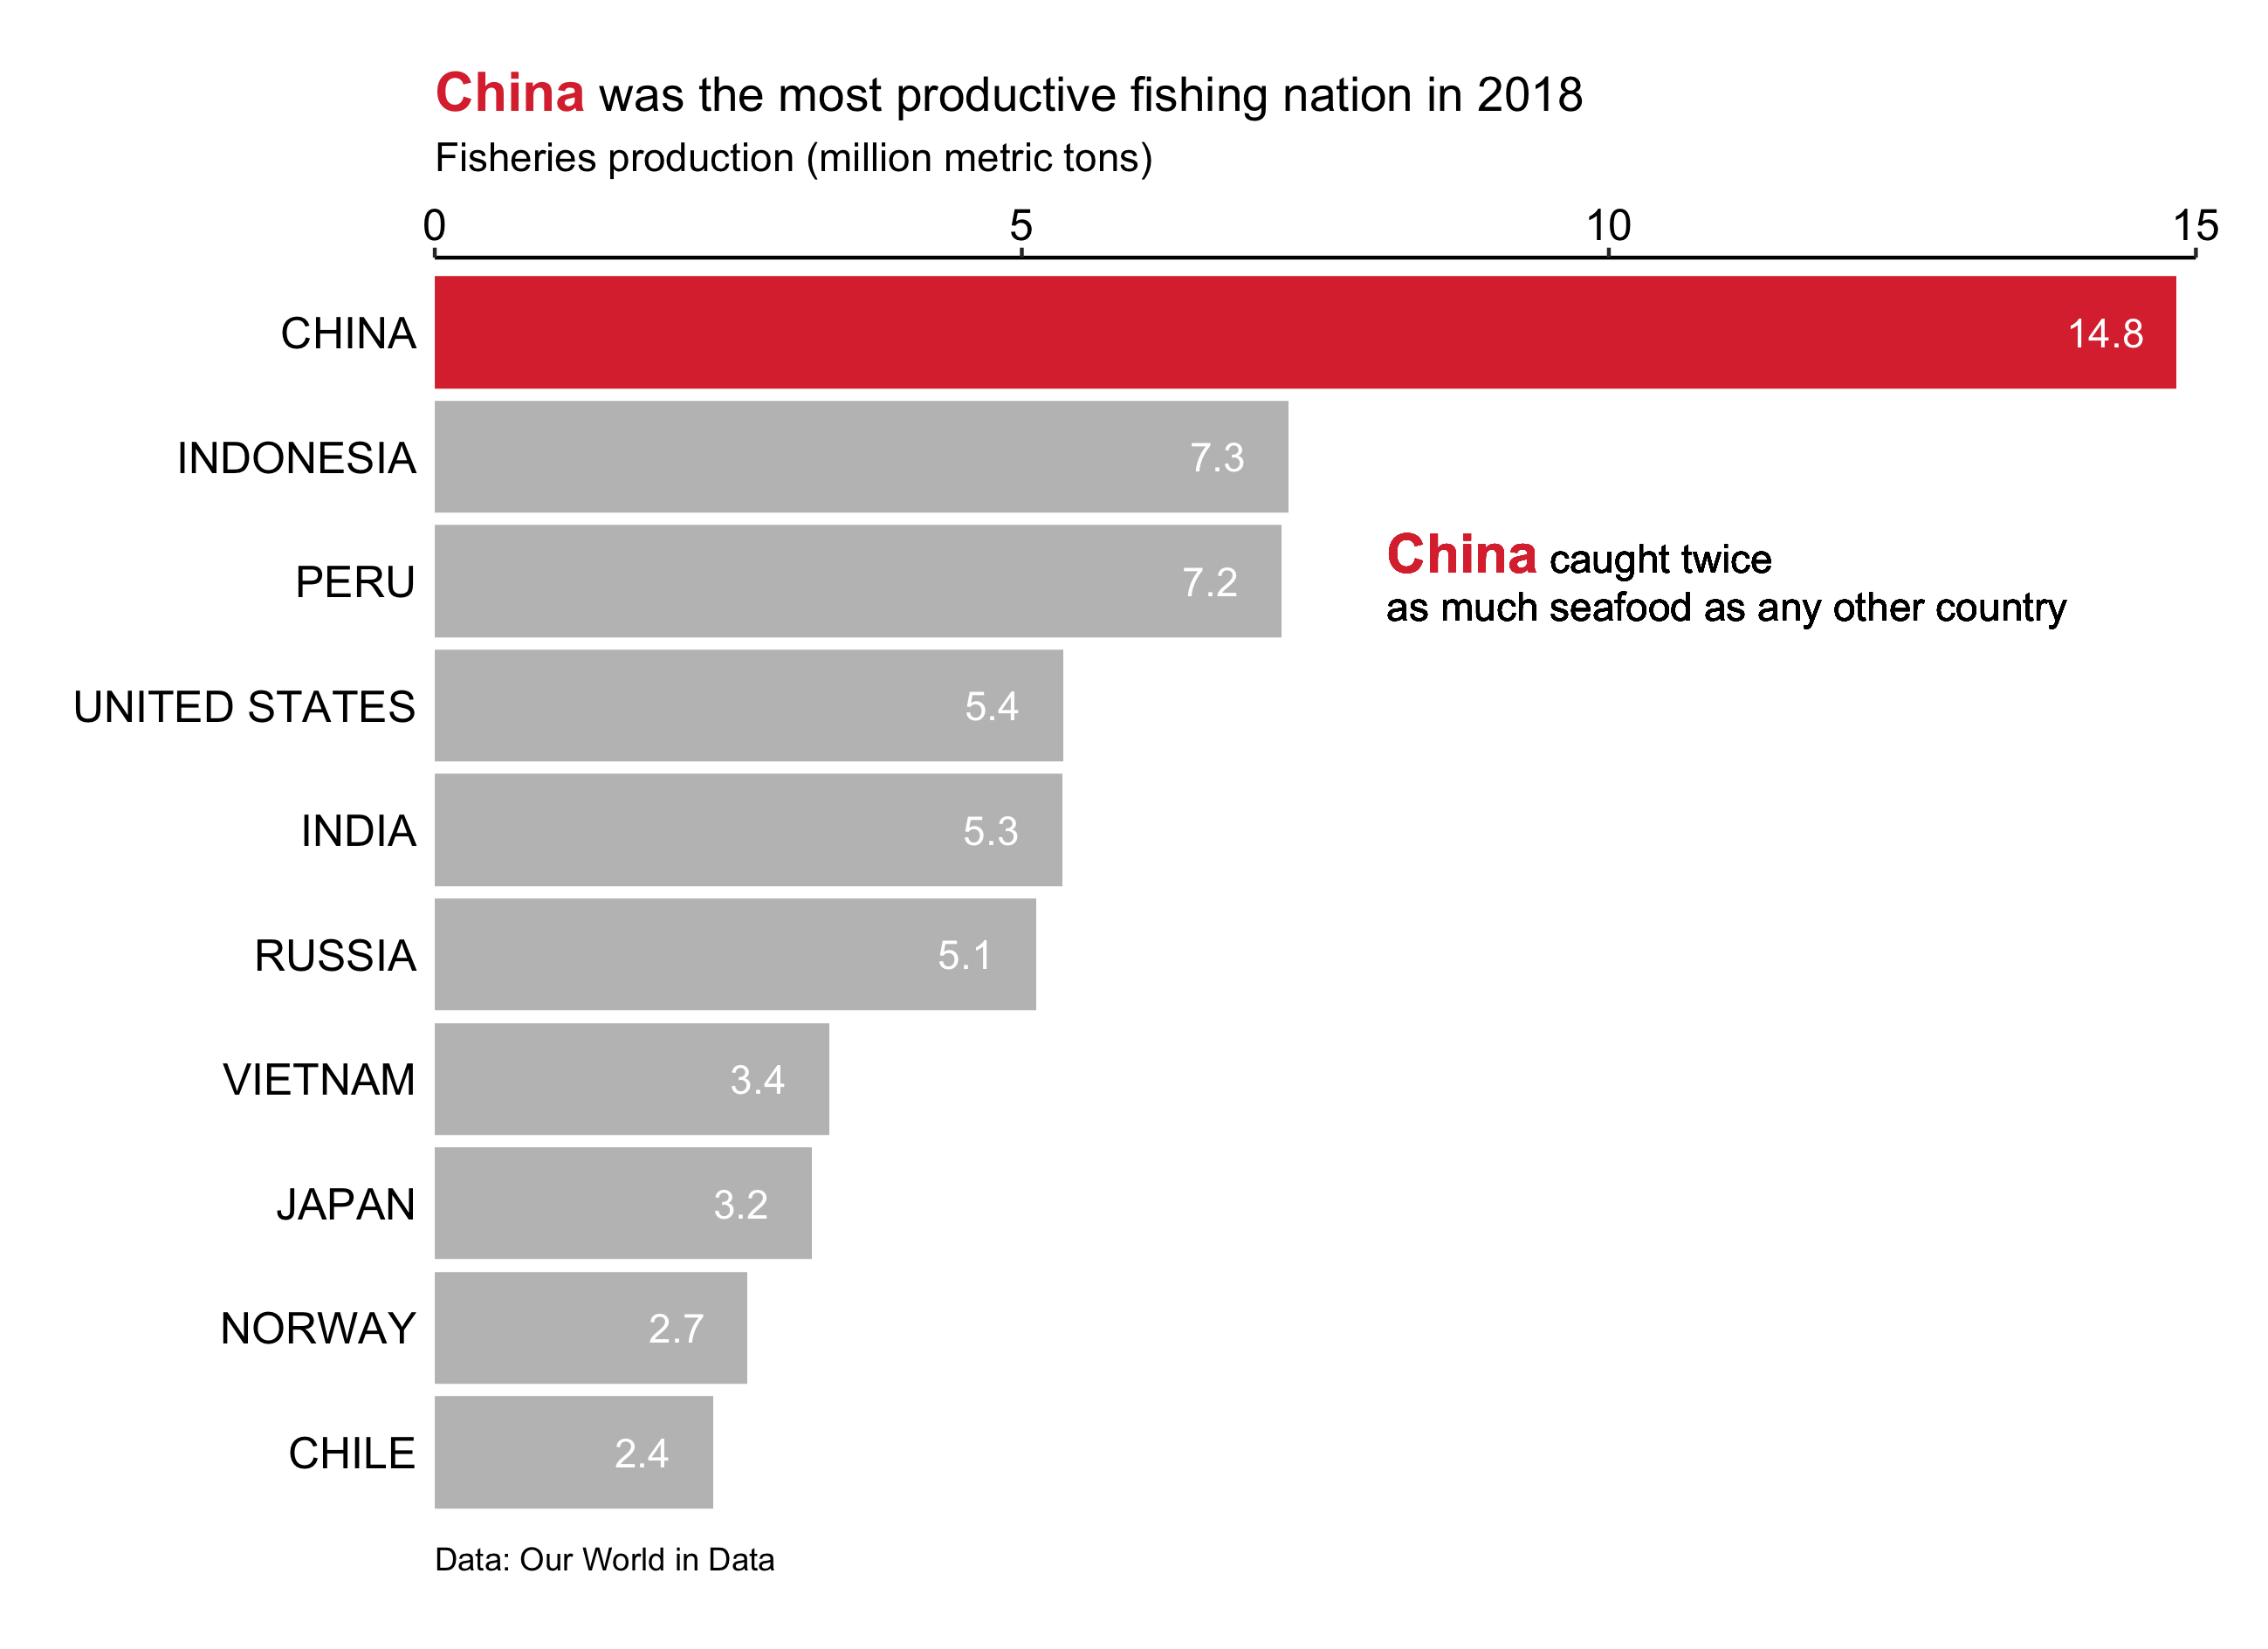 China was the most productive fishing nation in 2018
Fisheries production (million metric tons)
0 5 10 15
CHINA 14.8
INDONESIA 7.3
PERU 7.2
China caught twice
as much seafood as any other country
UNITED STATES 5.4
INDIA 5.3
RUSSIA 5.1
VIETNAM 3.4
JAPAN 3.2
NORWAY 2.7
CHILE 2.4
Data: Our World in Data